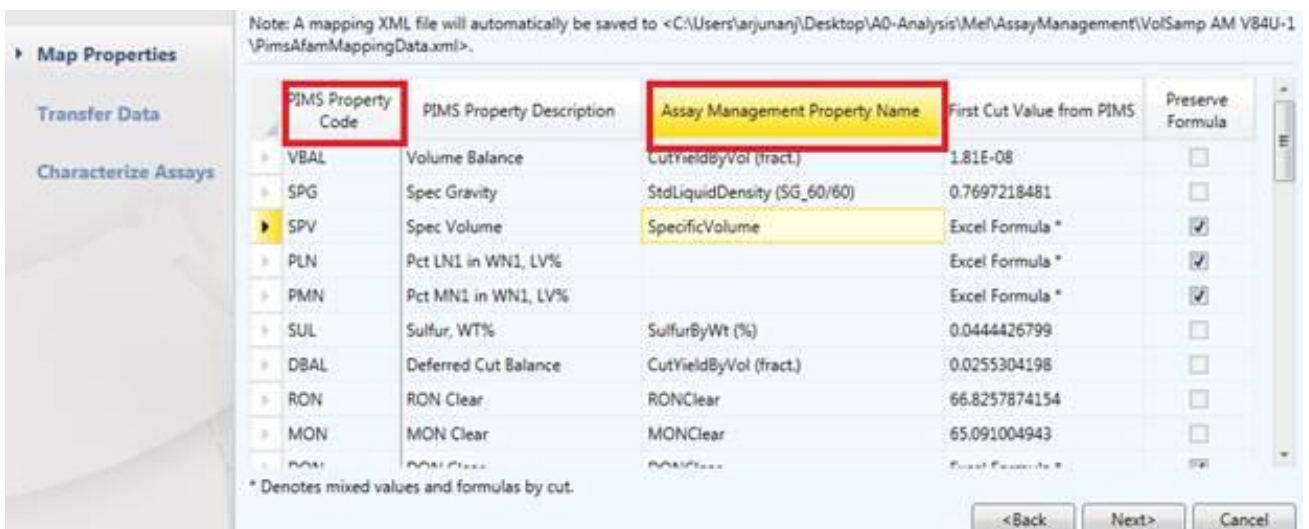 Note: A mapping XML file will automatically be saved to <C:\Users\arjunanj\Desktop\A0-Analysis\Mel\AssayManagement\VolSamp AM V84U-1
\PimsAfamMappingData.xml>.
Map Properties
Transfer Data
Characterize Assays
PIMS Property Code PIMS Property Description Assay Management Property Name First Cut Value from PIMS Preserve Formula
VBAL Volume Balance CutYieldByVol (fract.) 1.81E-08
SPG Spec Gravity StdLiquidDensity (SG_60/60) 0.7697218481
SPV Spec Volume SpecificVolume Excel Formula *
PLN Pct LN1 in WN1, LV% Excel Formula *
PMN Pct MN1 in WN1, LV% Excel Formula *
SUL Sulfur, WT% SulfurByWt (%) 0.0444426799
DBAL Deferred Cut Balance CutYieldByVol (fract.) 0.0255304198
RON RON Clear RONClear 66.8257874154
MON MON Clear MONClear 65.091004943
* Denotes mixed values and formulas by cut.
<Back Next> Cancel